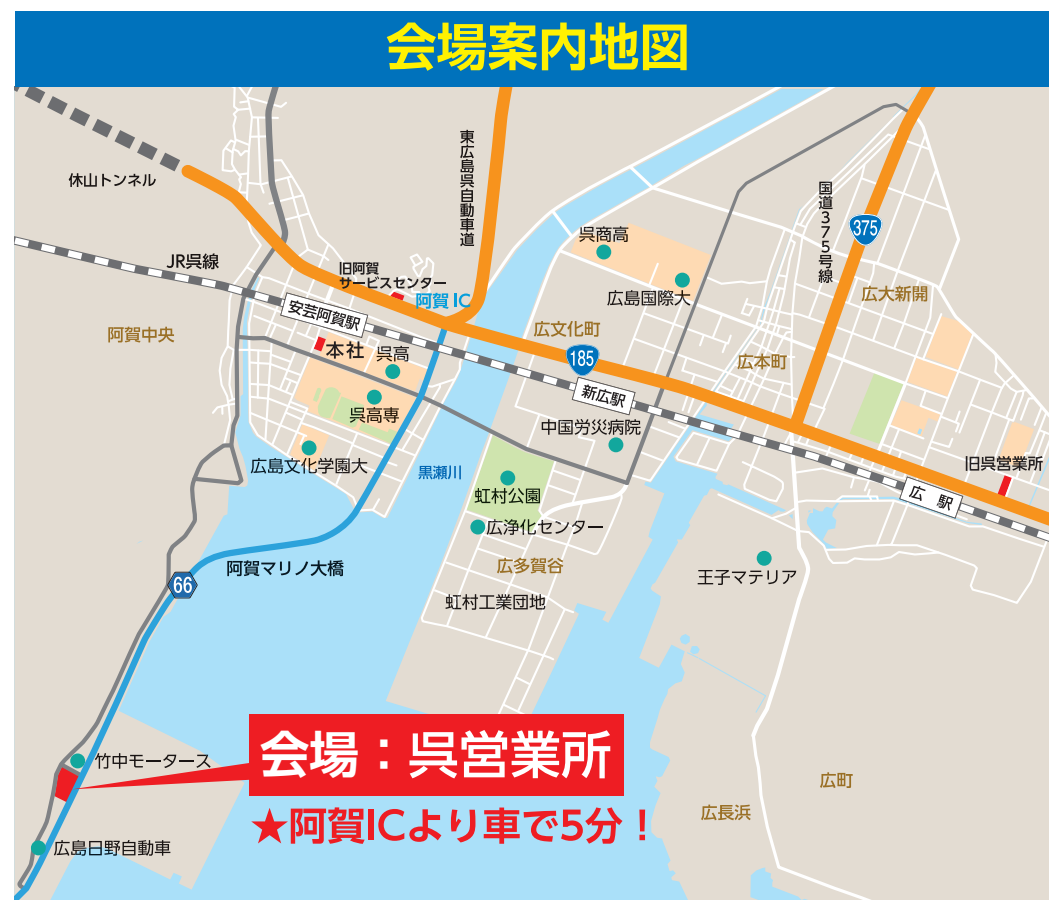 会場案内地図
休山トンネル
東広島呉自動車道
国道375号線
375
呉商高
JR呉線
旧阿賀
サービスセンター
阿賀IC
広島国際大
広大新開
安芸阿賀駅
阿賀中央
広文化町
185
広本町
本社
呉高
新広駅
呉高専
中国労災病院
広島文化学園大
黒瀬川
旧呉営業所
虹村公園
広駅
広浄化センター
阿賀マリノ大橋
広多賀谷
王子マテリア
66
虹村工業団地
会場：呉営業所
竹中モータース
広町
広長浜
★阿賀ICより車で5分！
広島日野自動車